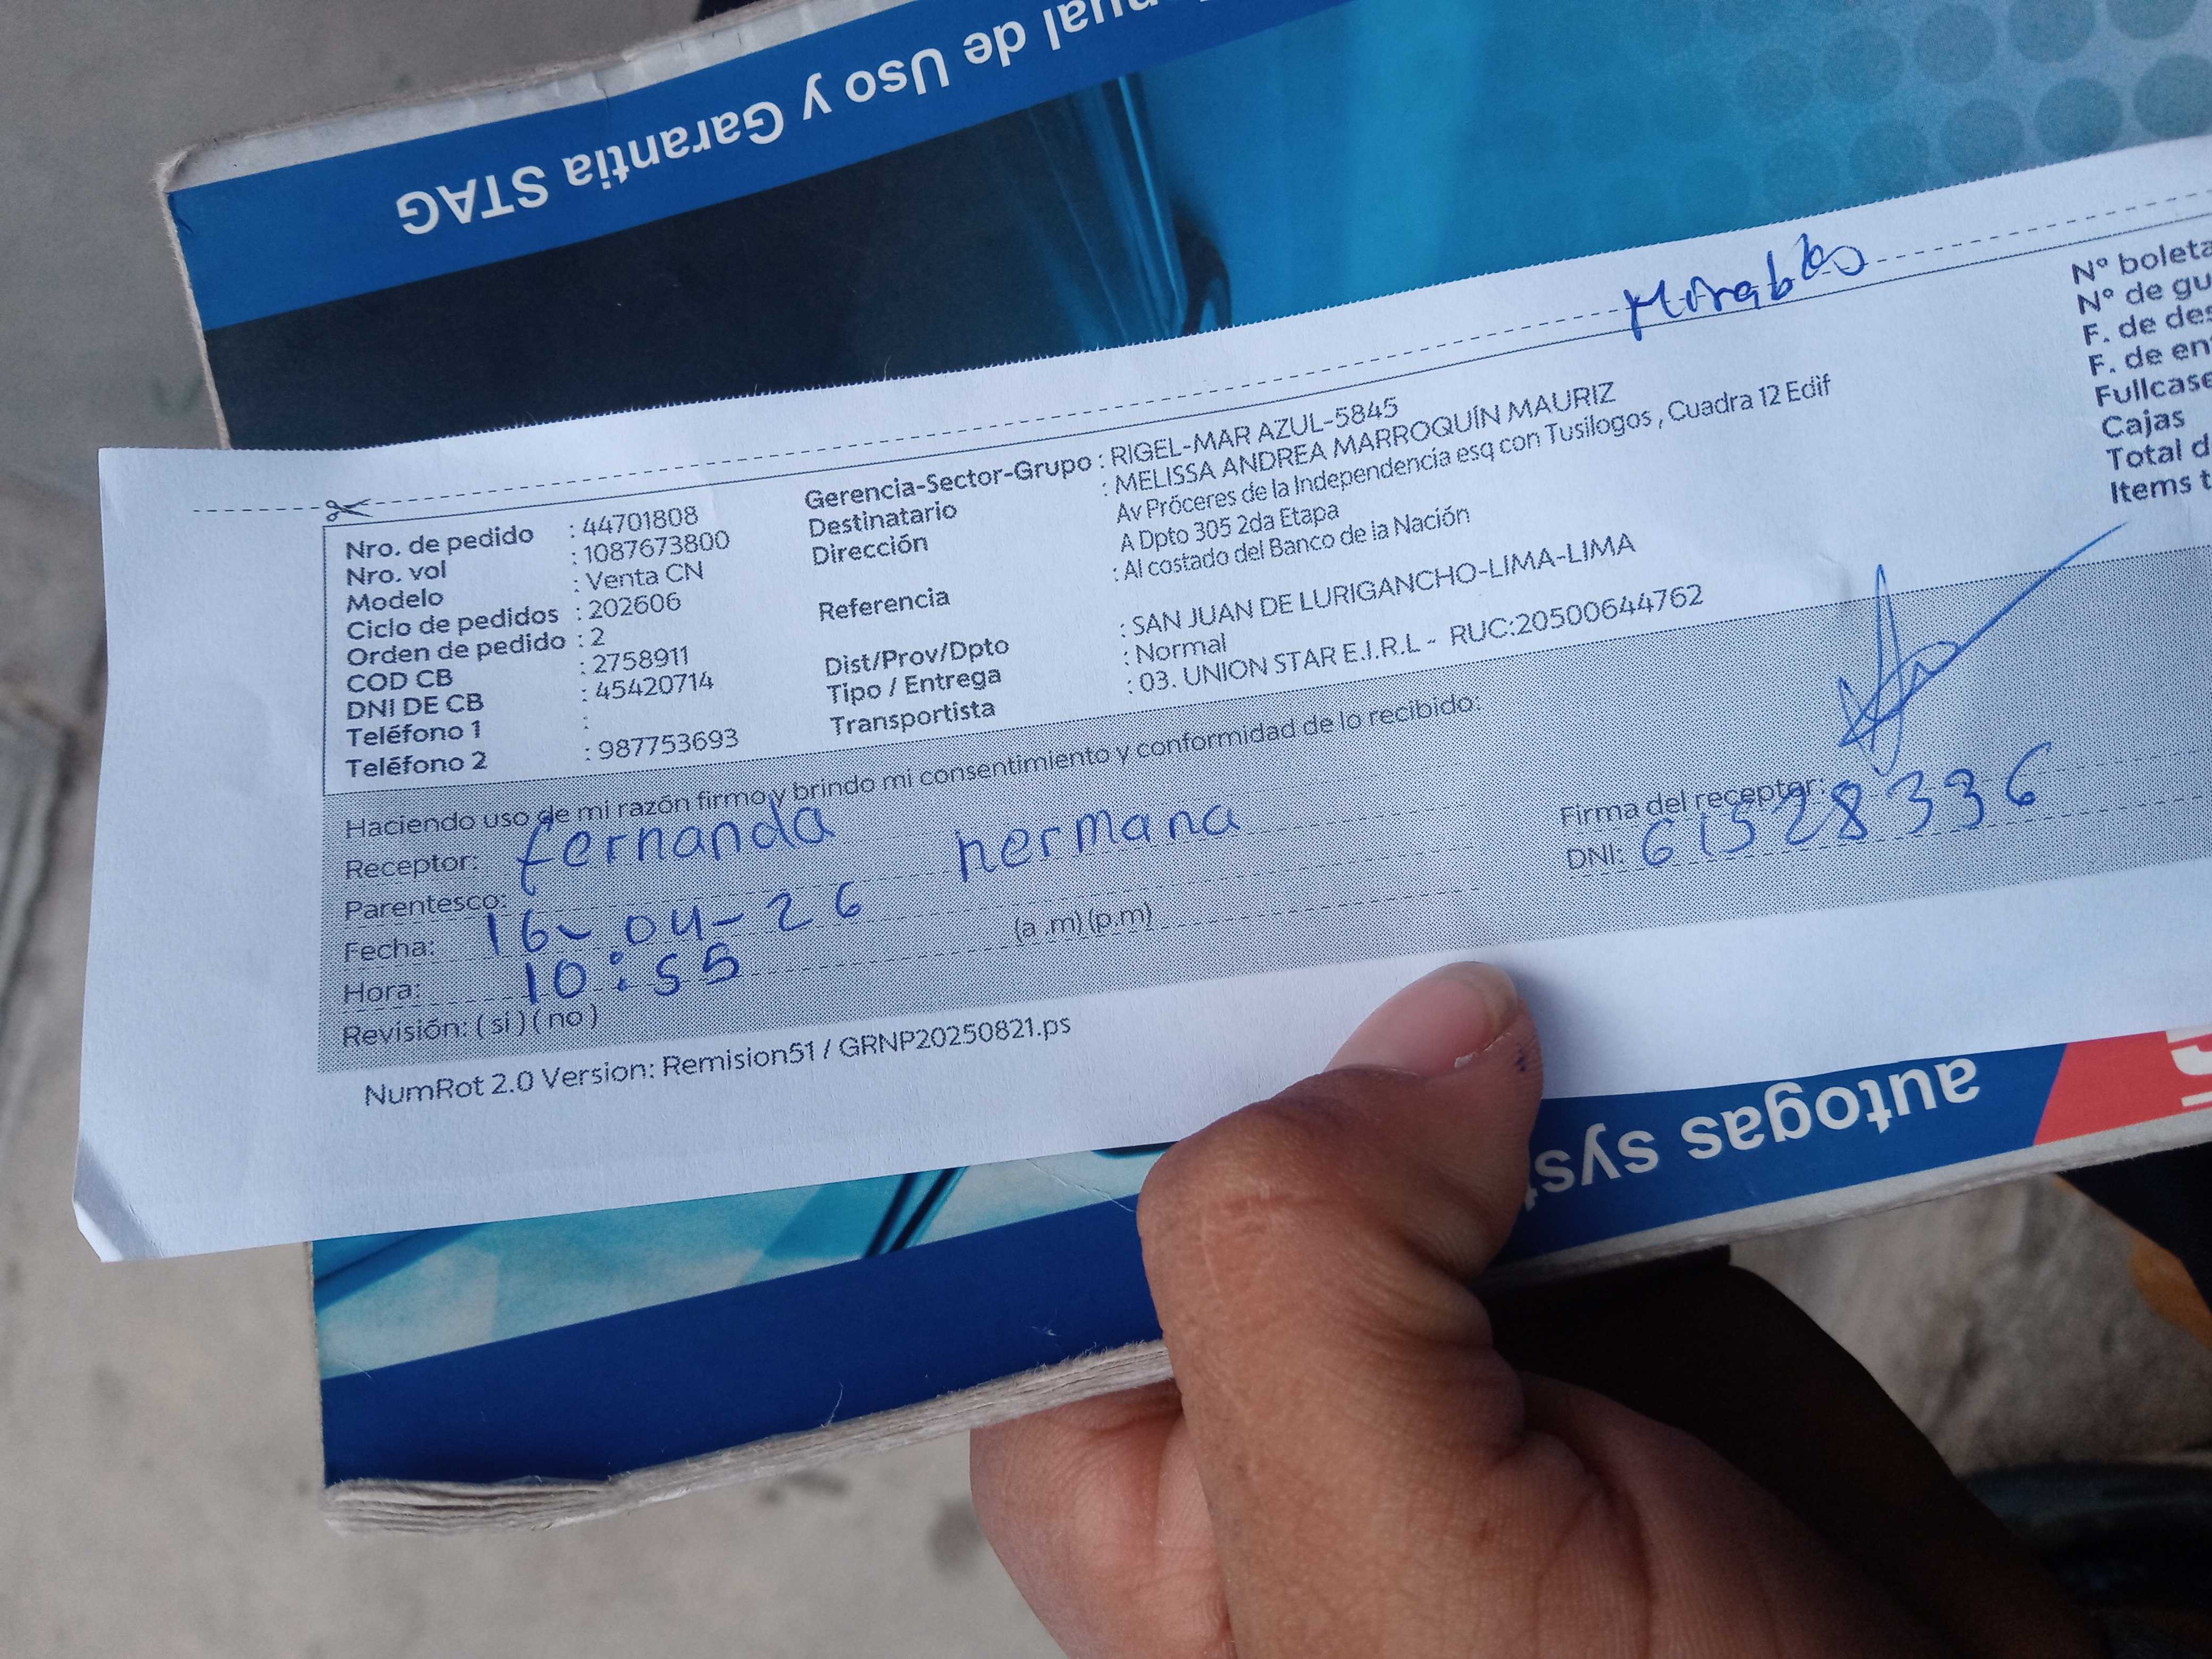 nual de Uso y Garantia STAG
Nro. de pedido : 44701808
Nro. vol : 1087673800
Modelo : Venta CN
Ciclo de pedidos : 202606
Orden de pedido : 2
COD CB : 2758911
DNI DE CB : 45420714
Teléfono 1 :
Teléfono 2 : 987753693
Gerencia-Sector-Grupo : RIGEL-MAR AZUL-5845
Destinatario : MELISSA ANDREA MARROQUÍN MAURIZ
Dirección Av Próceres de la Independencia esq con Tusilogos , Cuadra 12 Edif
A Dpto 305 2da Etapa
Referencia : Al costado del Banco de la Nación
Dist/Prov/Dpto : SAN JUAN DE LURIGANCHO-LIMA-LIMA
Tipo / Entrega : Normal
Transportista : 03. UNION STAR E.I.R.L - RUC:20500644762
N° boleta
N° de gu
F. de des
F. de en
Fullcase
Cajas
Total d
Items t
Haciendo uso de mi razón firmo y brindo mi consentimiento y conformidad de lo recibido:
Receptor: fernanda hermana
Parentesco:
Fecha: 16-04-26
Hora: 10:55 (a .m) (p.m)
Revisión: ( si ) ( no )
Firma del receptor:
DNI: 61528336
NumRot 2.0 Version: Remision51 / GRNP20250821.ps
autogas syst